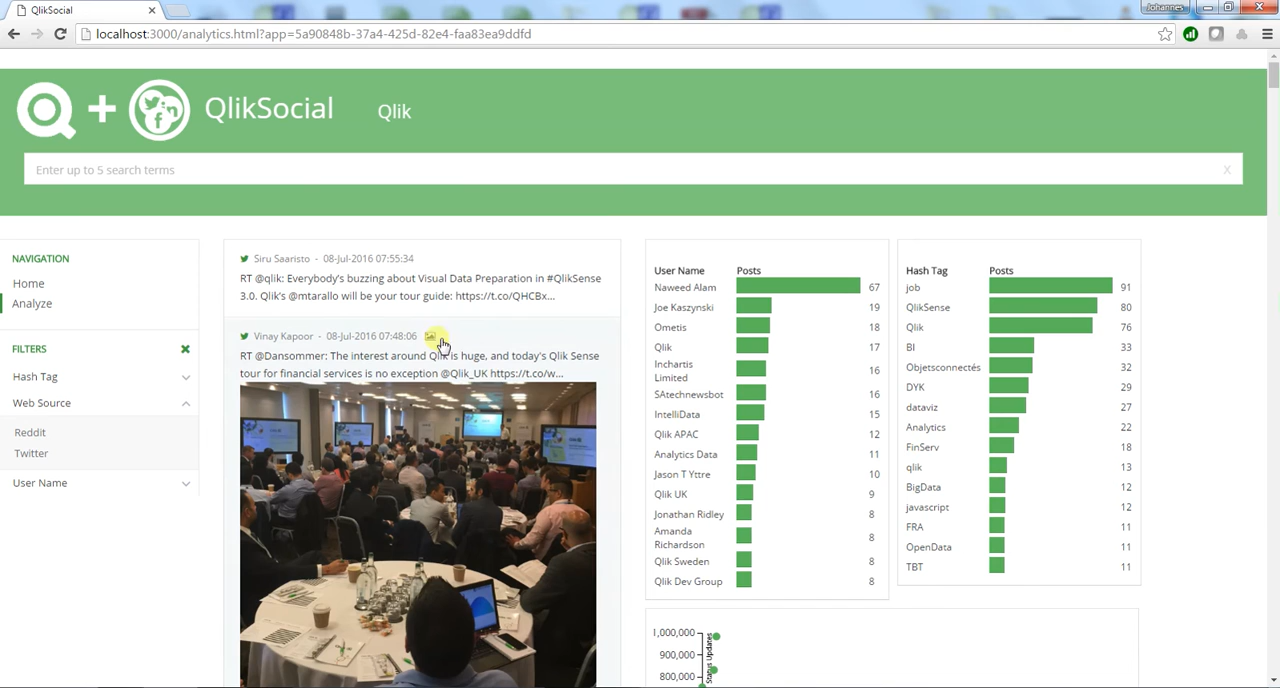 QlikSocial
Johannes
localhost:3000/analytics.html?app=5a90848b-37a4-425d-82e4-fab83ea9ddfd
QlikSocial Qlik
Enter up to 5 search terms X
NAVIGATION
Home
Analyze
FILTERS
Hash Tag
Web Source
Reddit
Twitter
User Name
Siru Saaristo - 08-Jul-2016 07:55:34
RT @qlik: Everybody's buzzing about Visual Data Preparation in #QlikSense
3.0. Qlik's @mtarallo will be your tour guide: https://t.co/QHCBx...
Vinay Kapoor - 08-Jul-2016 07:48:06
RT @Dansommer: The interest around Qlik is huge, and today's Qlik Sense
tour for financial services is no exception @Qlik_UK https://t.co/w...
User Name Posts
Naweed Alam 67
Joe Kaszynski 19
Ometis 18
Qlik 17
Inchartis
Limited 16
SAtechnewsbot 16
IntelliData 15
Qlik APAC 12
Analytics Data 11
Jason T Yttre 10
Qlik UK 9
Jonathan Ridley 8
Amanda
Richardson 8
Qlik Sweden 8
Qlik Dev Group 8
Hash Tag Posts
job 91
QlikSense 80
Qlik 76
BI 33
Objetsconnectés 32
DYK 29
dataviz 27
Analytics 22
FinServ 18
qlik 13
BigData 12
javascript 12
FRA 11
OpenData 11
TBT 11
1,000,000
900,000
800,000
Status Updates